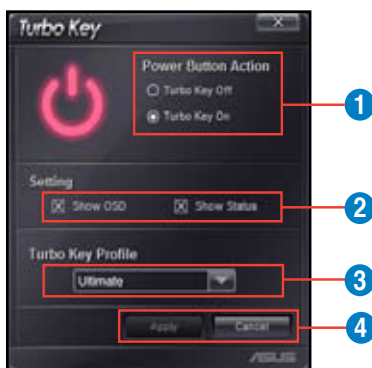 Turbo Key
Power Button Action
Turbo Key Off
1
Turbo Key On
Setting
Show OSD Show Status
2
Turbo Key Profile
Ultimate
3
Apply Cancel
4
ASUS